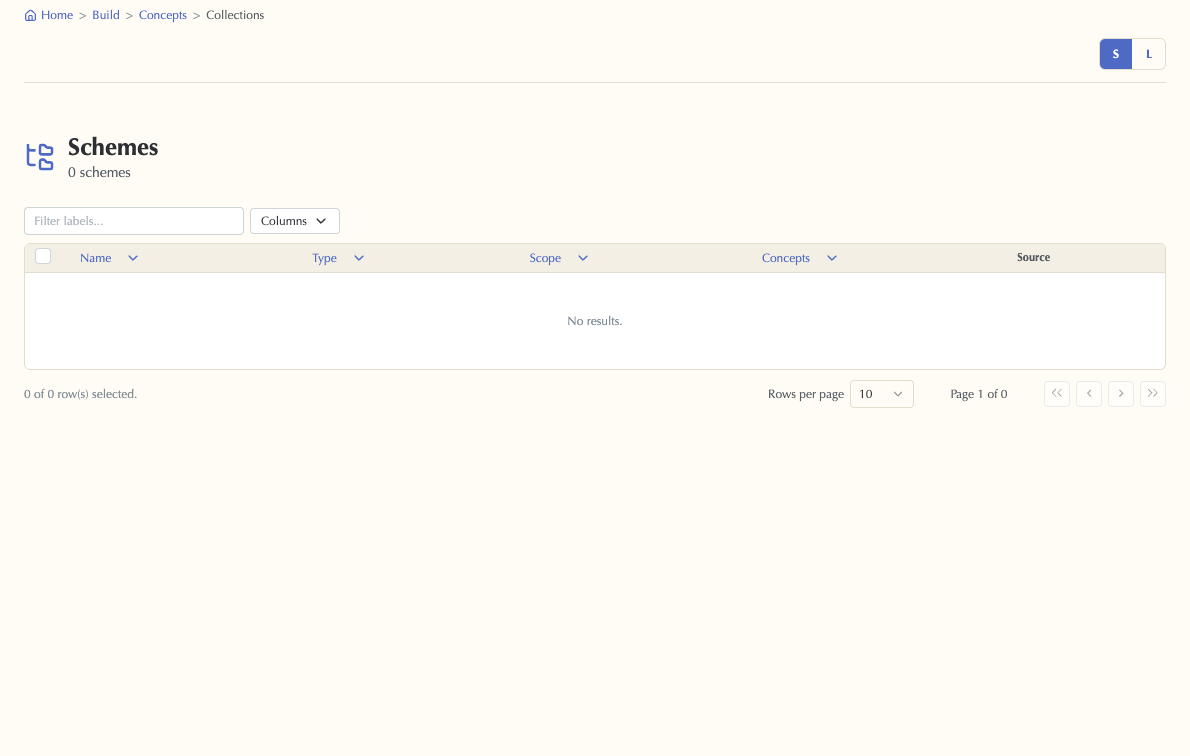 Home > Build > Concepts > Collections
S L
Schemes
0 schemes
Filter labels... Columns
Name Type Scope Concepts Source
No results.
0 of 0 row(s) selected. Rows per page 10 Page 1 of 0